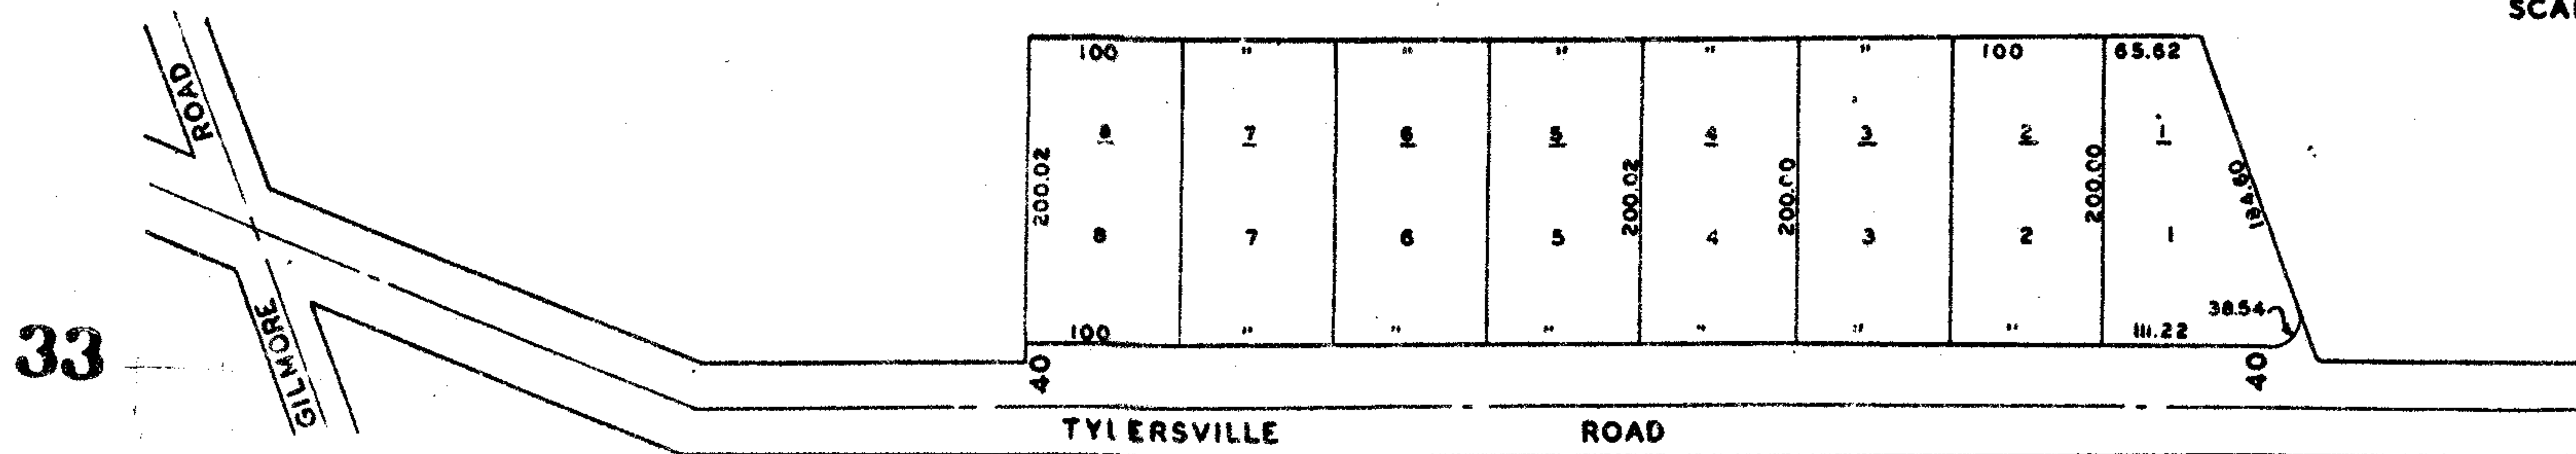 SCAL
100 " " " " " 100 65.62
8 7 6 5 4 3 2 1
200.02 200.02 200.00 200.00 184.60
8 7 6 5 4 3 2 1
38.54
100 " " " " " " 111.22
40 40
TYLERSVILLE ROAD
ROAD
GILMORE
33